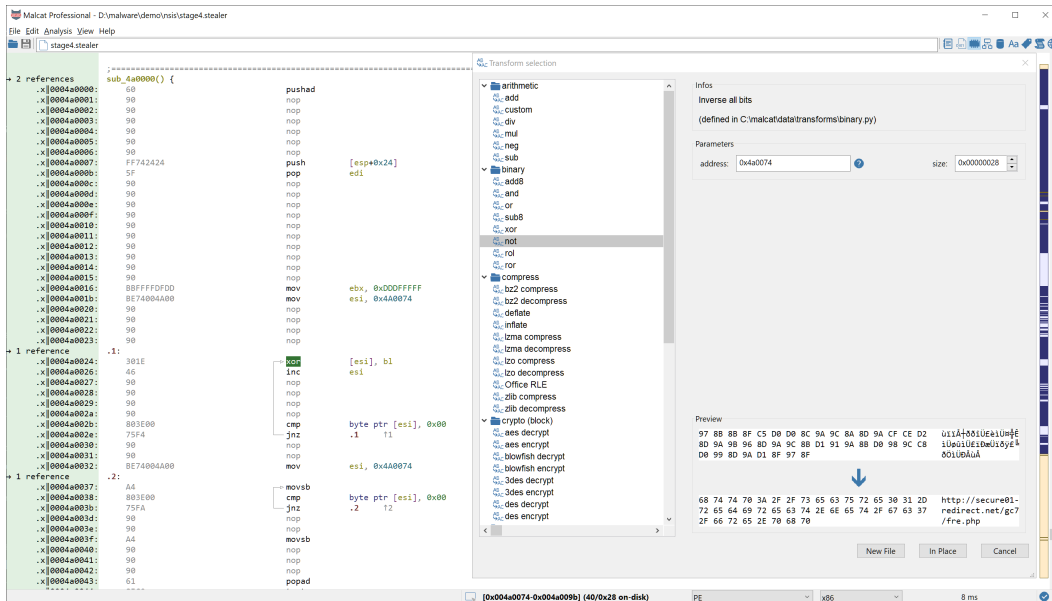 Malcat Professional - D:\malware\demo\nsis\stage4.stealer
File Edit Analysis View Help
stage4.stealer
;=====================================================
→ 2 references sub_4a0000() {
.x‖0004a0000: 60 pushad
.x‖0004a0001: 90 nop
.x‖0004a0002: 90 nop
.x‖0004a0003: 90 nop
.x‖0004a0004: 90 nop
.x‖0004a0005: 90 nop
.x‖0004a0006: 90 nop
.x‖0004a0007: FF742424 push [esp+0x24]
.x‖0004a000b: 5F pop edi
.x‖0004a000c: 90 nop
.x‖0004a000d: 90 nop
.x‖0004a000e: 90 nop
.x‖0004a000f: 90 nop
.x‖0004a0010: 90 nop
.x‖0004a0011: 90 nop
.x‖0004a0012: 90 nop
.x‖0004a0013: 90 nop
.x‖0004a0014: 90 nop
.x‖0004a0015: 90 nop
.x‖0004a0016: BBFFFFDFDD mov ebx, 0xDDDFFFFF
.x‖0004a001b: BE74004A00 mov esi, 0x4A0074
.x‖0004a0020: 90 nop
.x‖0004a0021: 90 nop
.x‖0004a0022: 90 nop
.x‖0004a0023: 90 nop
→ 1 reference .1:
.x‖0004a0024: 301E xor [esi], bl
.x‖0004a0026: 46 inc esi
.x‖0004a0027: 90 nop
.x‖0004a0028: 90 nop
.x‖0004a0029: 90 nop
.x‖0004a002a: 90 nop
.x‖0004a002b: 803E00 cmp byte ptr [esi], 0x00
.x‖0004a002e: 75F4 jnz .1 ↑1
.x‖0004a0030: 90 nop
.x‖0004a0031: 90 nop
.x‖0004a0032: BE74004A00 mov esi, 0x4A0074
→ 1 reference .2:
.x‖0004a0037: A4 movsb
.x‖0004a0038: 803E00 cmp byte ptr [esi], 0x00
.x‖0004a003b: 75FA jnz .2 ↑2
.x‖0004a003d: 90 nop
.x‖0004a003e: 90 nop
.x‖0004a003f: A4 movsb
.x‖0004a0040: 90 nop
.x‖0004a0041: 90 nop
.x‖0004a0042: 90 nop
.x‖0004a0043: 61 popad
Transform selection
arithmetic
add
custom
div
mul
neg
sub
binary
add8
and
or
sub8
xor
not
rol
ror
compress
bz2 compress
bz2 decompress
deflate
inflate
lzma compress
lzma decompress
lzo compress
lzo decompress
Office RLE
zlib compress
zlib decompress
crypto (block)
aes decrypt
aes encrypt
blowfish decrypt
blowfish encrypt
3des decrypt
3des encrypt
des decrypt
des encrypt
Infos
Inverse all bits
(defined in C:\malcat\data\transforms\binary.py)
Parameters
address: 0x4a0074 size: 0x00000028
Preview
97 8B 8B 8F C5 D0 D0 8C 9A 9C 8A 8D 9A CF CE D2
8D 9A 9B 96 8D 9A 9C 8B D1 91 9A 8B D0 98 9C C8
D0 99 8D 9A D1 8F 97 8F
68 74 74 70 3A 2F 2F 73 65 63 75 72 65 30 31 2D http://secure01-
72 65 64 69 72 65 63 74 2E 6E 65 74 2F 67 63 37 redirect.net/gc7
2F 66 72 65 2E 70 68 70 /fre.php
New File In Place Cancel
[0x004a0074-0x004a009b] (40/0x28 on-disk) PE x86 8 ms